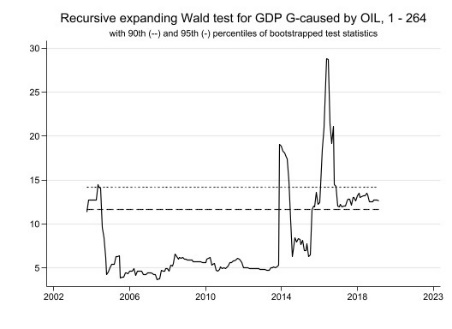 Recursive expanding Wald test for GDP G-caused by OIL, 1 - 264
with 90th (--) and 95th (-) percentiles of bootstrapped test statistics
30
25
20
15
10
5
2002 2006 2010 2014 2018 2023